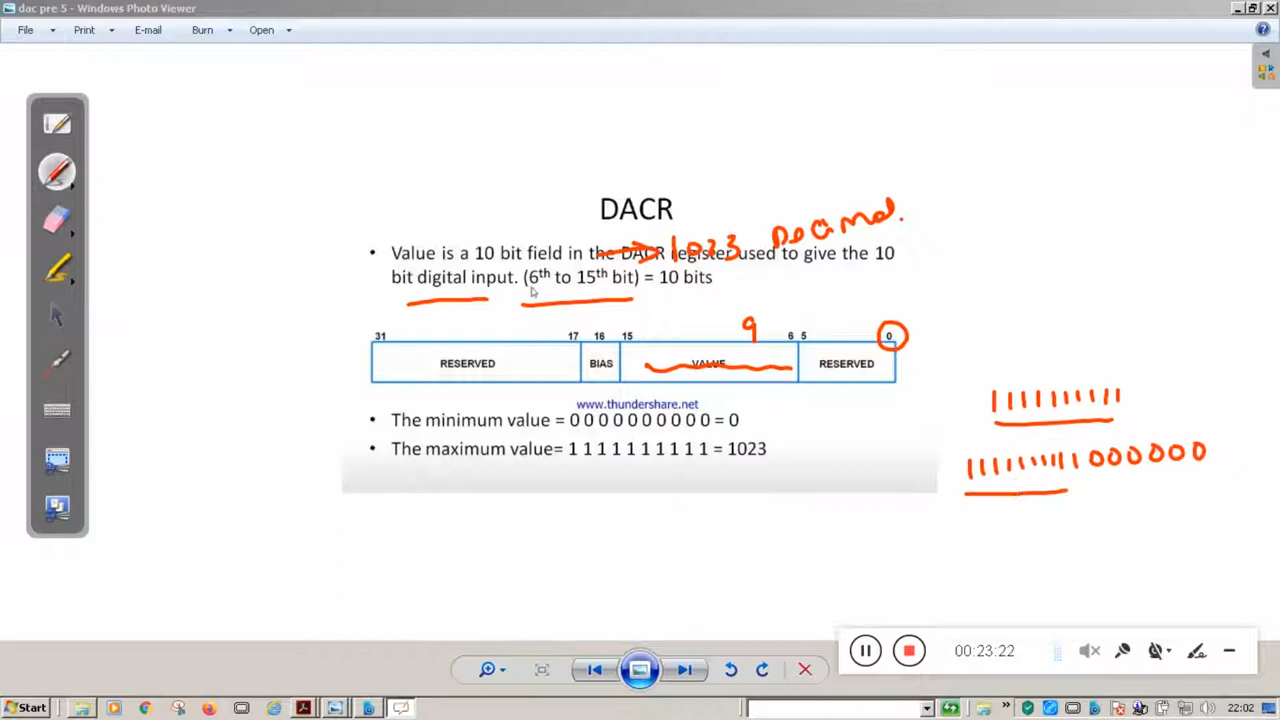 dac pre 5 - Windows Photo Viewer
File Print E-mail Burn Open
DACR
Decimal.
→ 1023
• Value is a 10 bit field in the DACR register used to give the 10
bit digital input. (6th to 15th bit) = 10 bits
9
31 17 16 15 6 5 0
RESERVED BIAS VALUE RESERVED
www.thundershare.net
• The minimum value = 0 0 0 0 0 0 0 0 0 0 = 0
• The maximum value= 1 1 1 1 1 1 1 1 1 1 = 1023
1111111111
1111111111000000
00:23:22
Start
22:02